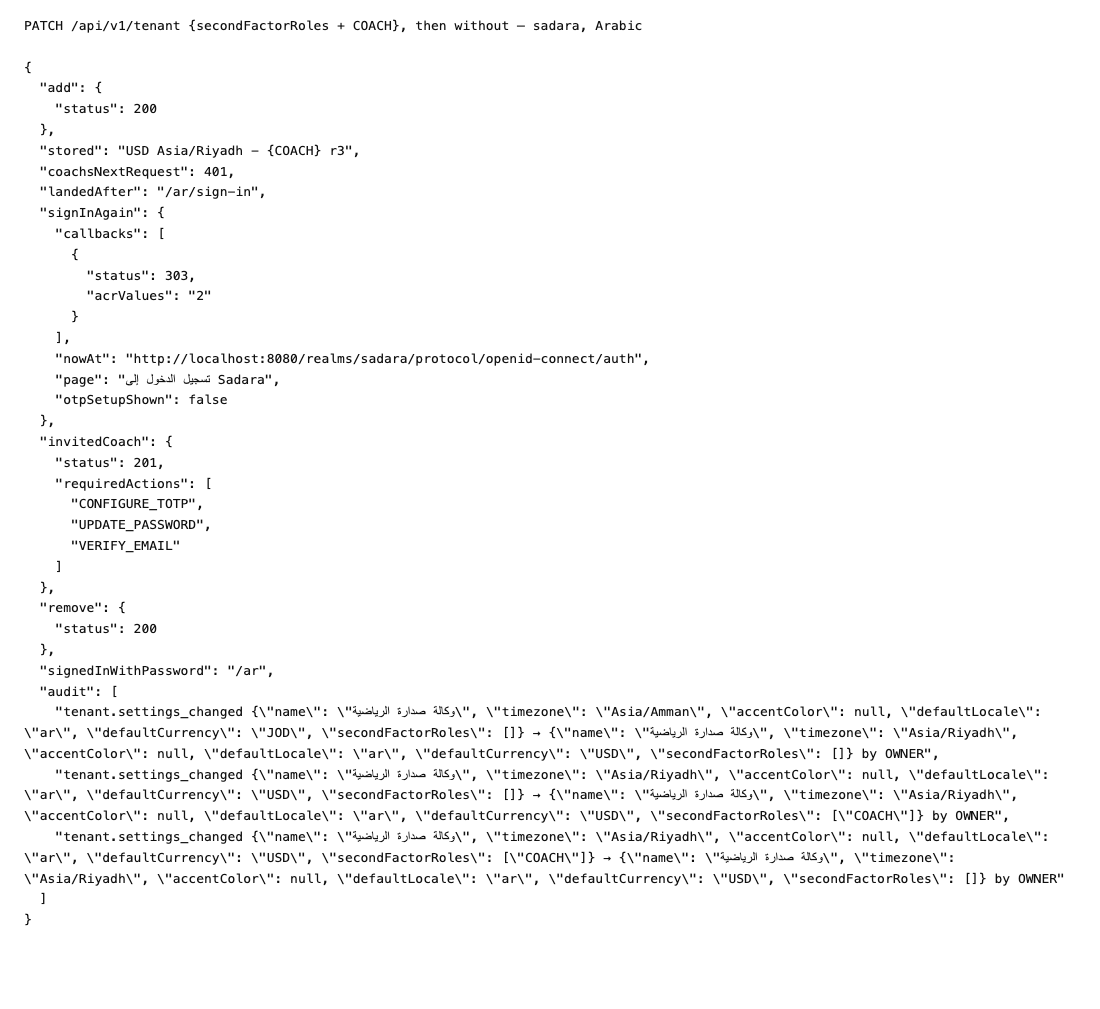 PATCH /api/v1/tenant {secondFactorRoles + COACH}, then without — sadara, Arabic
{
"add": {
"status": 200
},
"stored": "USD Asia/Riyadh - {COACH} r3",
"coachsNextRequest": 401,
"landedAfter": "/ar/sign-in",
"signInAgain": {
"callbacks": [
{
"status": 303,
"acrValues": "2"
}
],
"nowAt": "http://localhost:8080/realms/sadara/protocol/openid-connect/auth",
"page": "تسجيل الدخول إلى Sadara",
"otpSetupShown": false
},
"invitedCoach": {
"status": 201,
"requiredActions": [
"CONFIGURE_TOTP",
"UPDATE_PASSWORD",
"VERIFY_EMAIL"
]
},
"remove": {
"status": 200
},
"signedInWithPassword": "/ar",
"audit": [
"tenant.settings_changed {\"name\": \"وكالة صدارة الرياضية\", \"timezone\": \"Asia/Amman\", \"accentColor\": null, \"defaultLocale\":
\"ar\", \"defaultCurrency\": \"JOD\", \"secondFactorRoles\": []} → {\"name\": \"وكالة صدارة الرياضية\", \"timezone\": \"Asia/Riyadh\",
\"accentColor\": null, \"defaultLocale\": \"ar\", \"defaultCurrency\": \"USD\", \"secondFactorRoles\": []} by OWNER",
"tenant.settings_changed {\"name\": \"وكالة صدارة الرياضية\", \"timezone\": \"Asia/Riyadh\", \"accentColor\": null, \"defaultLocale\":
\"ar\", \"defaultCurrency\": \"USD\", \"secondFactorRoles\": []} → {\"name\": \"وكالة صدارة الرياضية\", \"timezone\": \"Asia/Riyadh\",
\"accentColor\": null, \"defaultLocale\": \"ar\", \"defaultCurrency\": \"USD\", \"secondFactorRoles\": [\"COACH\"]} by OWNER",
"tenant.settings_changed {\"name\": \"وكالة صدارة الرياضية\", \"timezone\": \"Asia/Riyadh\", \"accentColor\": null, \"defaultLocale\":
\"ar\", \"defaultCurrency\": \"USD\", \"secondFactorRoles\": [\"COACH\"]} → {\"name\": \"وكالة صدارة الرياضية\", \"timezone\":
\"Asia/Riyadh\", \"accentColor\": null, \"defaultLocale\": \"ar\", \"defaultCurrency\": \"USD\", \"secondFactorRoles\": []} by OWNER"
]
}